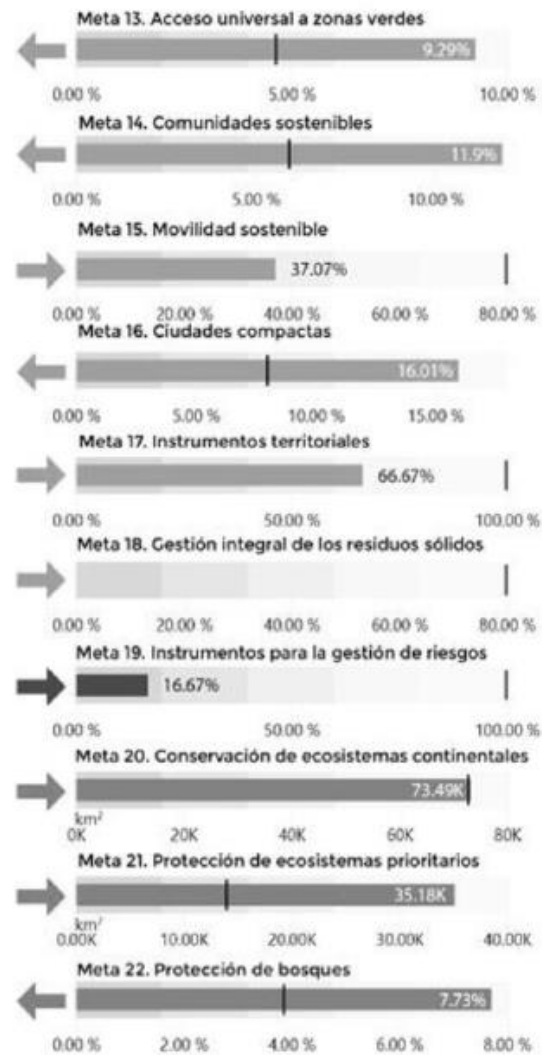 Meta 13. Acceso universal a zonas verdes
9.29%
0.00 % 5.00 % 10.00 %
Meta 14. Comunidades sostenibles
11.9%
0.00 % 5.00 % 10.00 %
Meta 15. Movilidad sostenible
37.07%
0.00 % 20.00 % 40.00 % 60.00 % 80.00 %
Meta 16. Ciudades compactas
16.01%
0.00 % 5.00 % 10.00 % 15.00 %
Meta 17. Instrumentos territoriales
66.67%
0.00 % 50.00 % 100.00 %
Meta 18. Gestión integral de los residuos sólidos
0.00 % 20.00 % 40.00 % 60.00 % 80.00 %
Meta 19. Instrumentos para la gestión de riesgos
16.67%
0.00 % 50.00 % 100.00 %
Meta 20. Conservación de ecosistemas continentales
73.49K
km²
0K 20K 40K 60K 80K
Meta 21. Protección de ecosistemas prioritarios
35.18K
km²
0.00K 10.00K 20.00K 30.00K 40.00K
Meta 22. Protección de bosques
7.73%
0.00 % 2.00 % 4.00 % 6.00 % 8.00 %